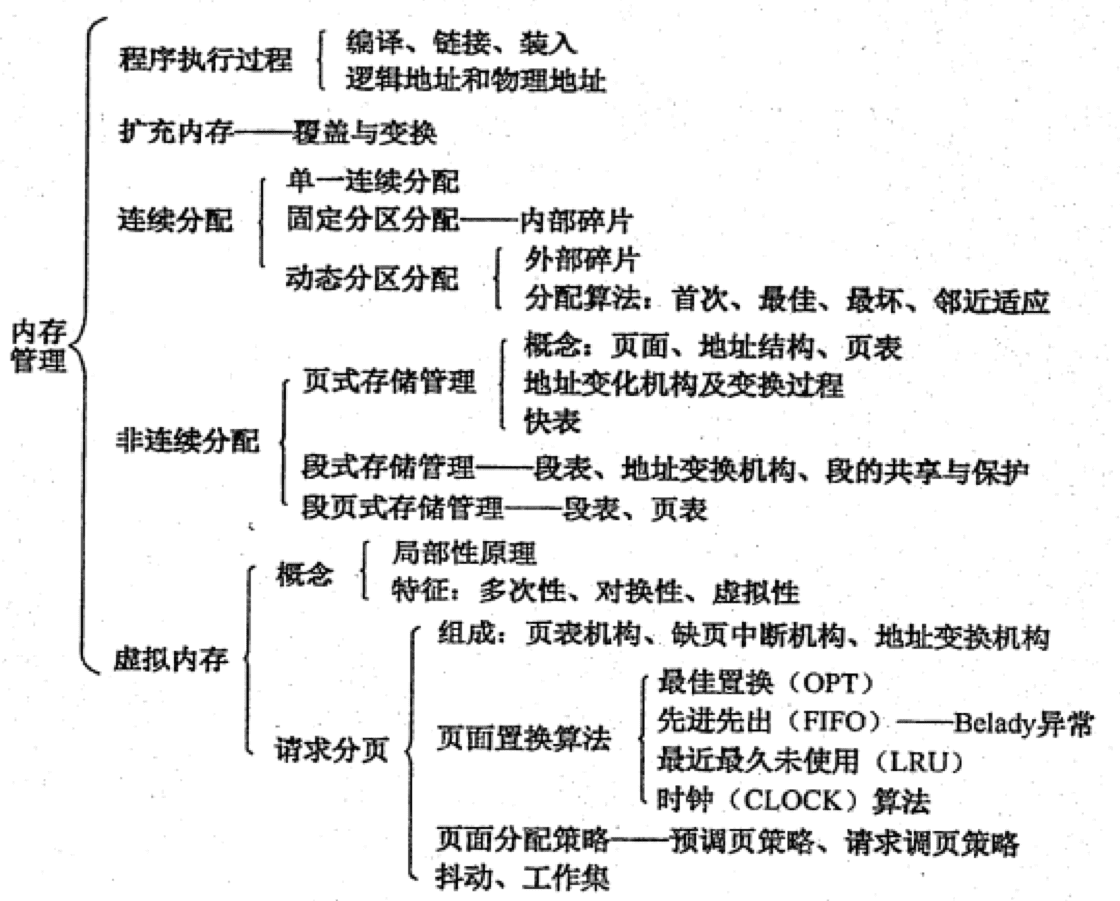 程序执行过程
编译、链接、装入
逻辑地址和物理地址
扩充内存——覆盖与变换
连续分配
单一连续分配
固定分区分配——内部碎片
动态分区分配
外部碎片
分配算法：首次、最佳、最坏、邻近适应
内存
管理
非连续分配
页式存储管理
概念：页面、地址结构、页表
地址变化机构及变换过程
快表
段式存储管理——段表、地址变换机构、段的共享与保护
段页式存储管理——段表、页表
虚拟内存
概念
局部性原理
特征：多次性、对换性、虚拟性
请求分页
组成：页表机构、缺页中断机构、地址变换机构
页面置换算法
最佳置换（OPT）
先进先出（FIFO）——Belady异常
最近最久未使用（LRU）
时钟（CLOCK）算法
页面分配策略——预调页策略、请求调页策略
抖动、工作集